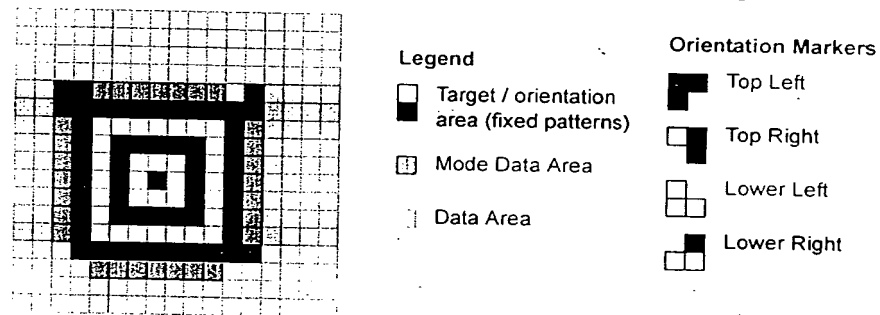 Legend
Target / orientation
area (fixed patterns)
Mode Data Area
Data Area
Orientation Markers
Top Left
Top Right
Lower Left
Lower Right